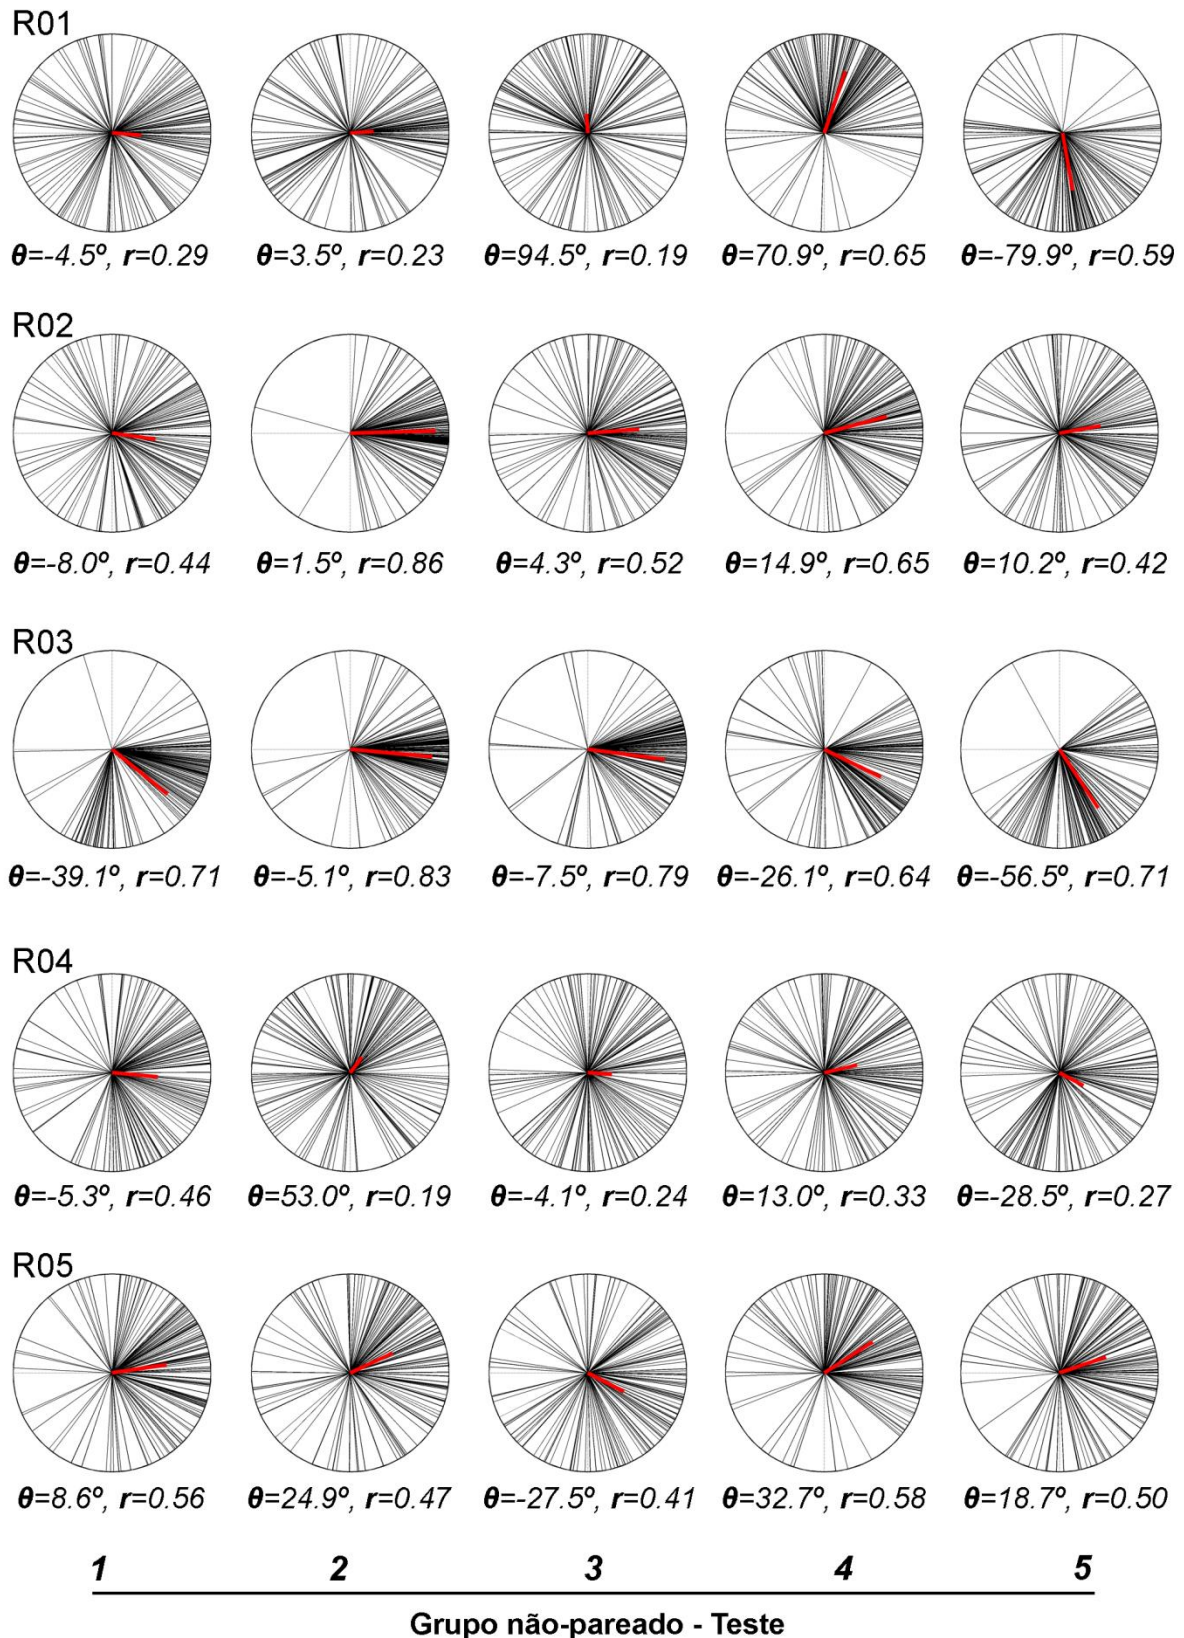 R01
θ=-4.5º, r=0.29 θ=3.5º, r=0.23 θ=94.5º, r=0.19 θ=70.9º, r=0.65 θ=-79.9º, r=0.59
R02
θ=-8.0º, r=0.44 θ=1.5º, r=0.86 θ=4.3º, r=0.52 θ=14.9º, r=0.65 θ=10.2º, r=0.42
R03
θ=-39.1º, r=0.71 θ=-5.1º, r=0.83 θ=-7.5º, r=0.79 θ=-26.1º, r=0.64 θ=-56.5º, r=0.71
R04
θ=-5.3º, r=0.46 θ=53.0º, r=0.19 θ=-4.1º, r=0.24 θ=13.0º, r=0.33 θ=-28.5º, r=0.27
R05
θ=8.6º, r=0.56 θ=24.9º, r=0.47 θ=-27.5º, r=0.41 θ=32.7º, r=0.58 θ=18.7º, r=0.50
1 2 3 4 5
Grupo não-pareado - Teste